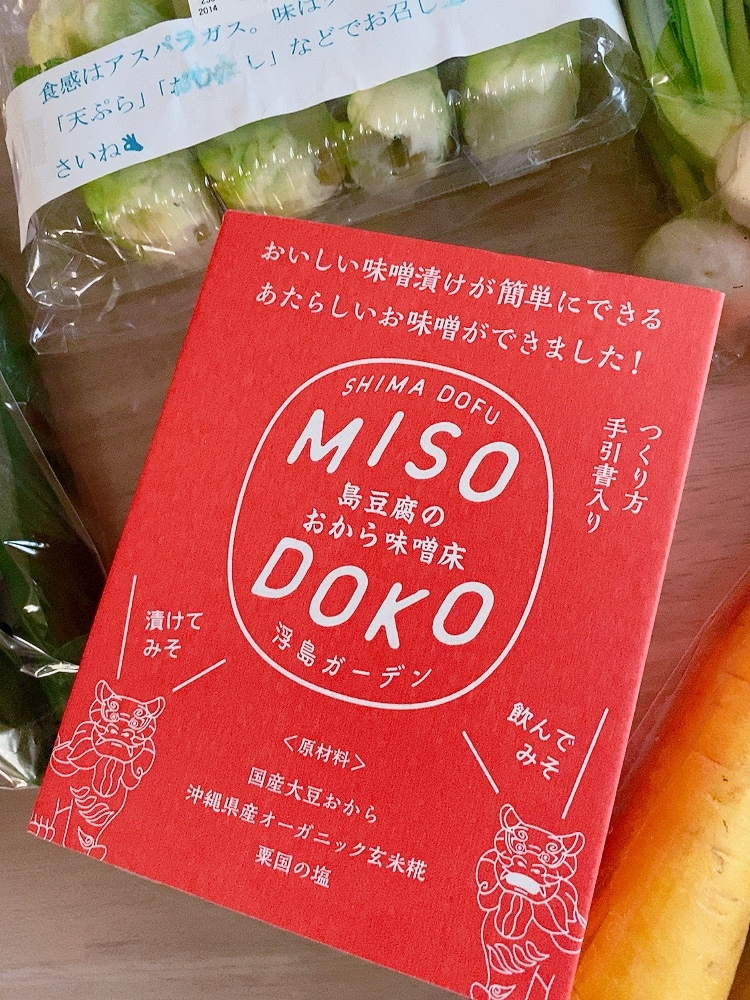 2014
食感はアスパラガス。味は
「天ぷら」「おひたし」などでお召し
さいね
おいしい味噌漬けが簡単にできる
あたらしいお味噌ができました！
つくり方
手引書入り
SHIMA DOFU
MISO
島豆腐の
おから味噌床
DOKO
浮島ガーデン
漬けて
みそ
飲んで
みそ
＜原材料＞
国産大豆おから
沖縄県産オーガニック玄米糀
粟国の塩